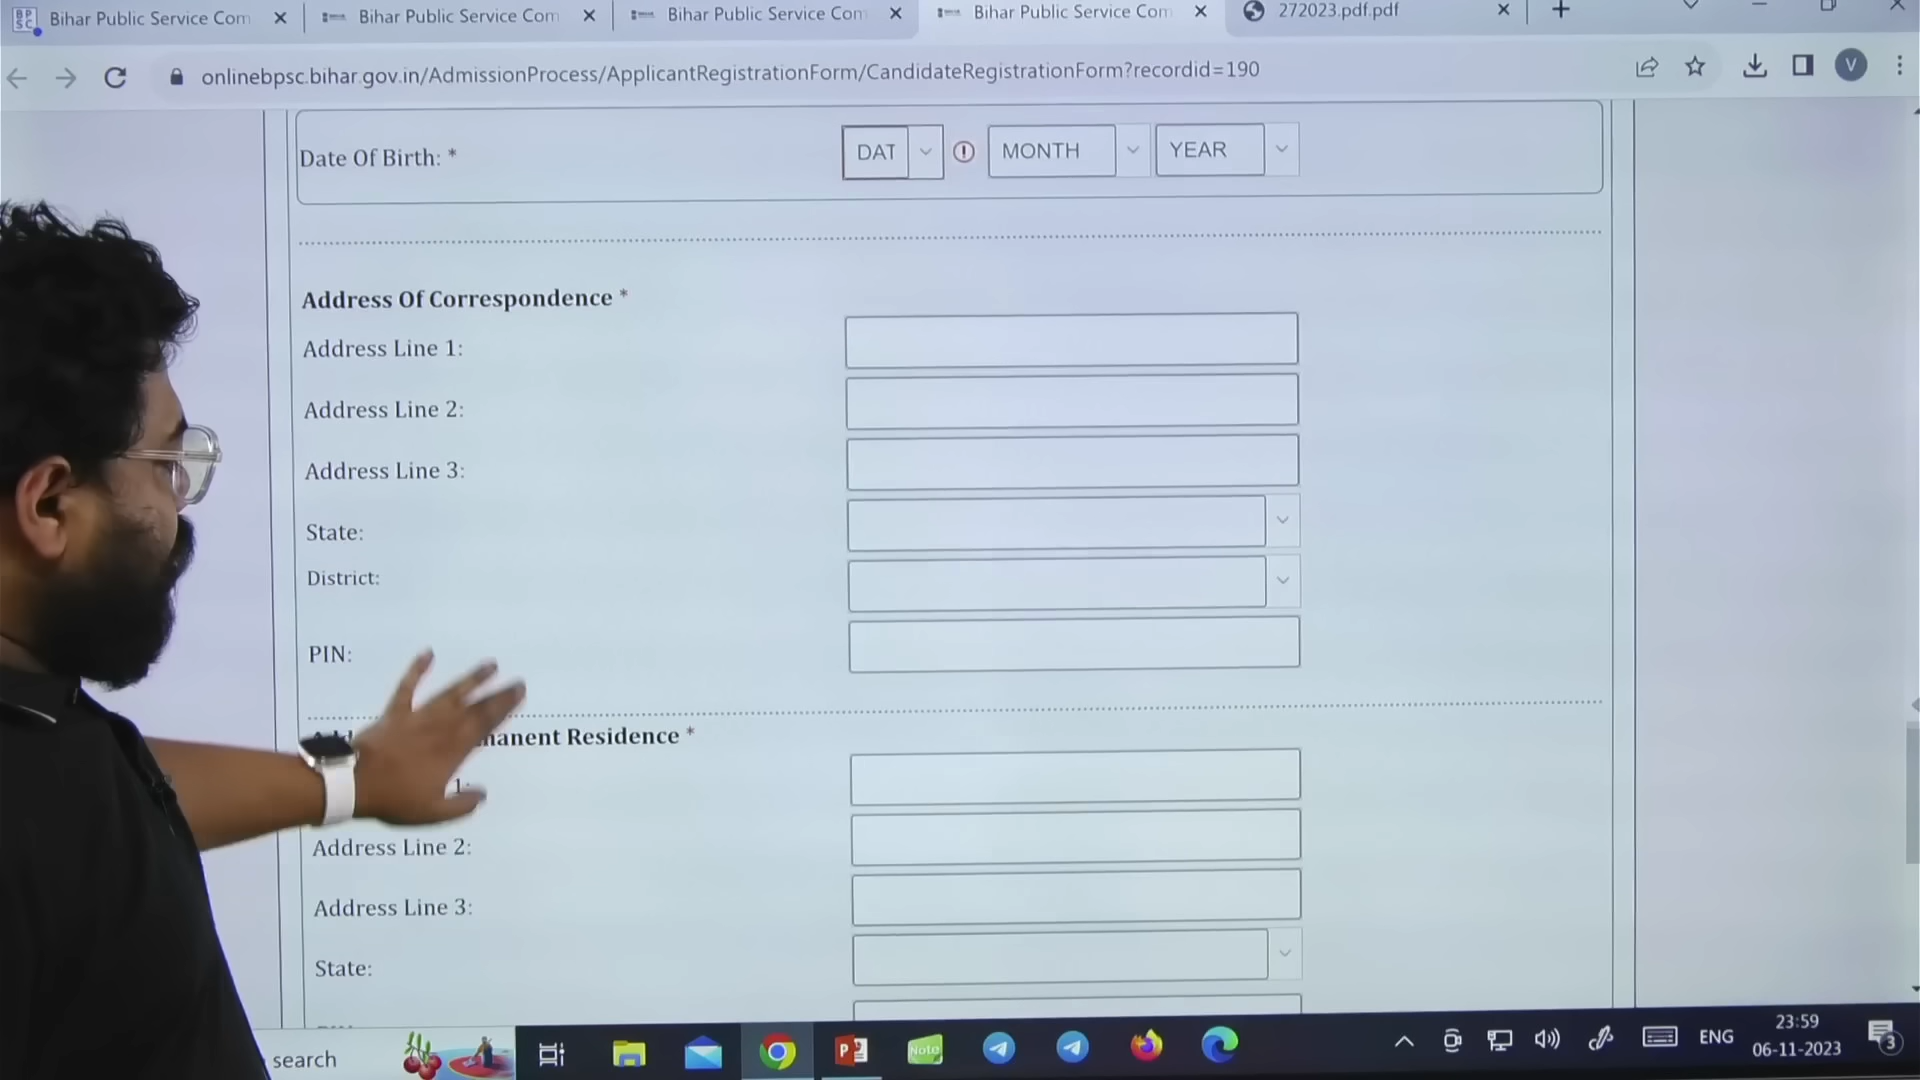 Bihar Public Service Com
Bihar Public Service Com
Bihar Public Service Com
Bihar Public Service Com
272023.pdf.pdf
onlinebpsc.bihar.gov.in/AdmissionProcess/ApplicantRegistrationForm/CandidateRegistrationForm?recordid=190
V
Date Of Birth: *
DAT
MONTH
YEAR
Address Of Correspondence *
Address Line 1:
Address Line 2:
Address Line 3:
State:
District:
PIN:
Residence *
1:
Address Line 2:
Address Line 3:
State:
search
Note
ENG
23:59
06-11-2023
3